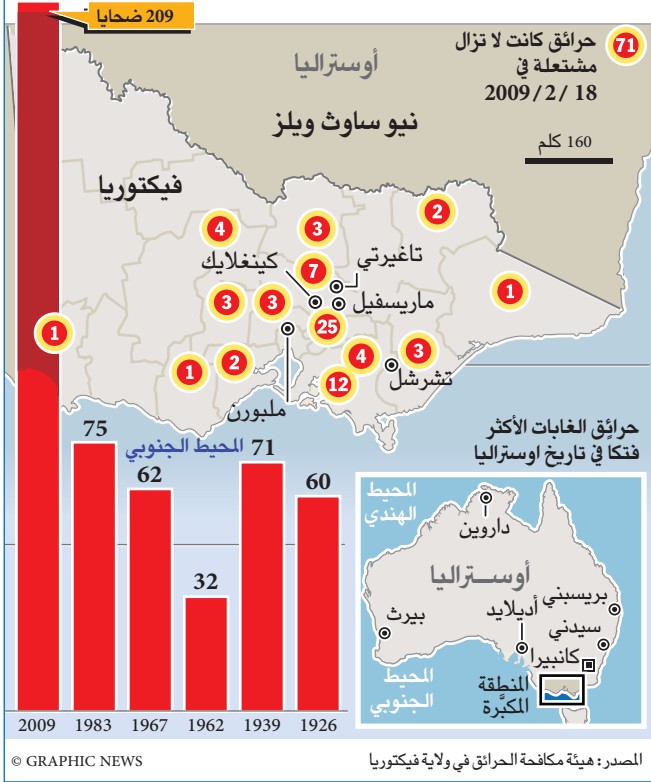 209 ضحايا
71
حرائق كانت لا تزال
مشتعلة في
18 /2/ 2009
160 كلم
أوستراليا
نيو ساوث ويلز
فيكتوريا
2
3
4
تاغيرتي
7
كينغلايك
1
ماريسفيل
3
3
25
1
3
4
2
1
12
تشرشل
ملبورن
المحيط الجنوبي
حرائق الغابات الأكثر
فتكا في تاريخ اوستراليا
75
62
32
71
60
2009
1983
1967
1962
1939
1926
المحيط
الهندي
داروين
أوستراليا
بريسبني
أديلايد
سيدني
بيرث
كانبيرا
المحيط
الجنوبي
المنطقة
المكبّرة
المصدر: هيئة مكافحة الحرائق في ولاية فيكتوريا
© GRAPHIC NEWS